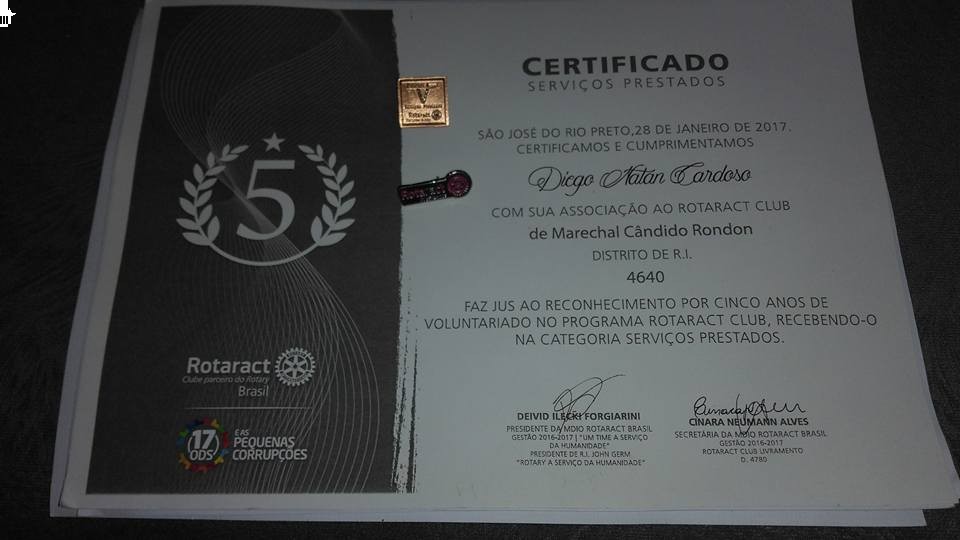 5
Rotaract
Clube parceiro do Rotary
Brasil
17
ODS
E AS
PEQUENAS
CORRUPÇÕES
V
Rotaract
CERTIFICADO
SERVIÇOS PRESTADOS
SÃO JOSÉ DO RIO PRETO,28 DE JANEIRO DE 2017.
CERTIFICAMOS E CUMPRIMENTAMOS
Diego Natan Cardoso
COM SUA ASSOCIAÇÃO AO ROTARACT CLUB
de Marechal Cândido Rondon
DISTRITO DE R.I.
4640
FAZ JUS AO RECONHECIMENTO POR CINCO ANOS DE
VOLUNTARIADO NO PROGRAMA ROTARACT CLUB, RECEBENDO-O
NA CATEGORIA SERVIÇOS PRESTADOS.
DEIVID ILECKI FORGIARINI
PRESIDENTE DA MDIO ROTARACT BRASIL
GESTÃO 2016-2017 | "UM TIME A SERVIÇO
DA HUMANIDADE"
PRESIDENTE DE R.I. JOHN GERM
"ROTARY A SERVIÇO DA HUMANIDADE"
CINARA NEUMANN ALVES
SECRETÁRIA DA MDIO ROTARACT BRASIL
GESTÃO 2016-2017
ROTARACT CLUB LIVRAMENTO
D. 4780